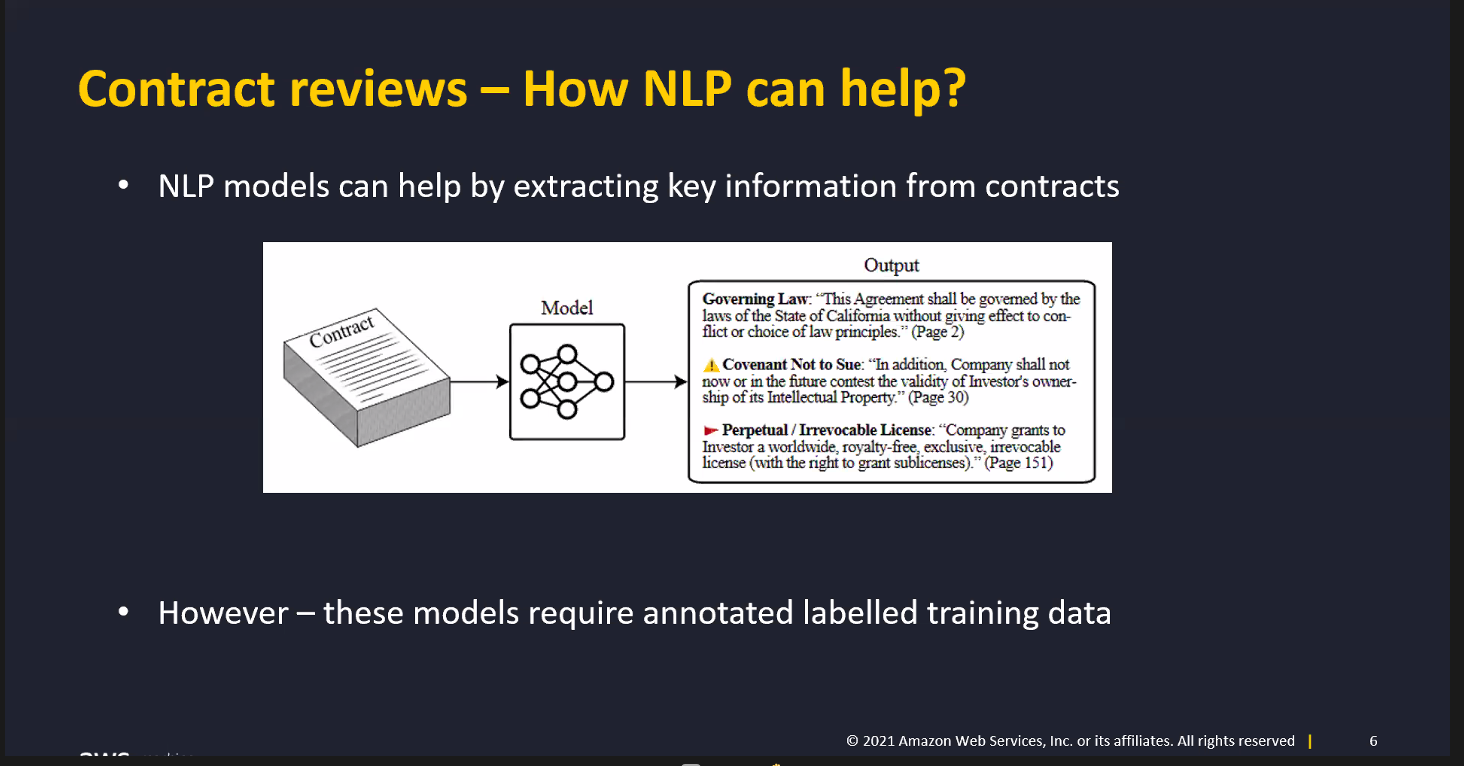 Contract reviews – How NLP can help?
• NLP models can help by extracting key information from contracts
Contract
Model
Output
Governing Law: “This Agreement shall be governed by the
laws of the State of California without giving effect to con-
flict or choice of law principles.” (Page 2)
Covenant Not to Sue: “In addition, Company shall not
now or in the future contest the validity of Investor's owner-
ship of its Intellectual Property.” (Page 30)
Perpetual / Irrevocable License: “Company grants to
Investor a worldwide, royalty-free, exclusive, irrevocable
license (with the right to grant sublicenses).” (Page 151)
• However – these models require annotated labelled training data
© 2021 Amazon Web Services, Inc. or its affiliates. All rights reserved |
6